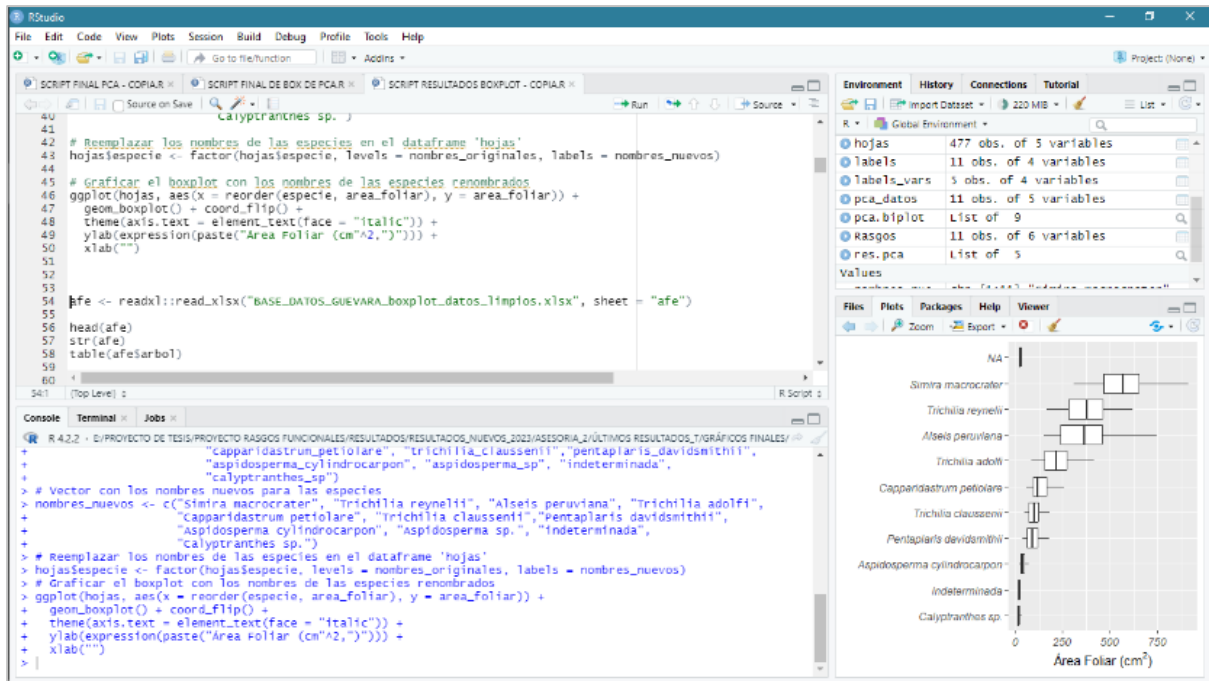 RStudio
File Edit Code View Plots Session Build Debug Profile Tools Help
Go to file/function Addins Project: (None)
SCRIPT FINAL PCA - COPIA.R SCRIPT FINAL DE BOX DE PCA.R SCRIPT RESULTADOS BOXPLOT - COPIA.R
Source on Save Run Source
40 "Calyptranthes sp.")
41
42 # Reemplazar los nombres de las especies en el dataframe 'hojas'
43 hojas$especie <- factor(hojas$especie, levels = nombres_originales, labels = nombres_nuevos)
44
45 # Graficar el boxplot con los nombres de las especies renombrados
46 ggplot(hojas, aes(x = reorder(especie, area_foliar), y = area_foliar)) +
47 geom_boxplot() + coord_flip() +
48 theme(axis.text = element_text(face = "italic")) +
49 ylab(expression(paste("Área Foliar (cm"^2,")"))) +
50 xlab("")
51
52
53
54 afe <- readxl::read_xlsx("BASE_DATOS_GUEVARA_boxplot_datos_limpios.xlsx", sheet = "afe")
55
56 head(afe)
57 str(afe)
58 table(afe$arbol)
59
60
54:1 (Top Level) R Script
Console Terminal Jobs
R 4.2.2 · E:/PROYECTO DE TESIS/PROYECTO RASGOS FUNCIONALES/RESULTADOS/RESULTADOS_NUEVOS_2023/ASESORIA_2/ÚLTIMOS RESULTADOS_T/GRÁFICOS FINALES/
+ "capparidastrum_petiolare", "trichilia_claussenii","pentaplaris_davidsmithii",
+ "aspidosperma_cylindrocarpon", "aspidosperma_sp", "indeterminada",
+ "calyptranthes_sp")
> # Vector con los nombres nuevos para las especies
> nombres_nuevos <- c("Simira macrocrater", "Trichilia reynelii", "Alseis peruviana", "Trichilia adolfi",
+ "Capparidastrum petiolare", "Trichilia claussenii","Pentaplaris davidsmithii",
+ "Aspidosperma cylindrocarpon", "Aspidosperma sp.", "indeterminada",
+ "Calyptranthes sp.")
> # Reemplazar los nombres de las especies en el dataframe 'hojas'
> hojas$especie <- factor(hojas$especie, levels = nombres_originales, labels = nombres_nuevos)
> # Graficar el boxplot con los nombres de las especies renombrados
> ggplot(hojas, aes(x = reorder(especie, area_foliar), y = area_foliar)) +
+ geom_boxplot() + coord_flip() +
+ theme(axis.text = element_text(face = "italic")) +
+ ylab(expression(paste("Área Foliar (cm"^2,")"))) +
+ xlab("")
>
Environment History Connections Tutorial
Import Dataset 220 MiB List
R Global Environment
hojas 477 obs. of 5 variables
labels 11 obs. of 4 variables
labels_vars 5 obs. of 4 variables
pca_datos 11 obs. of 5 variables
pca.biplot List of 9
Rasgos 11 obs. of 6 variables
res.pca List of 5
Values
Files Plots Packages Help Viewer
Zoom Export
NA
Simira macrocrater
Trichilia reynelii
Alseis peruviana
Trichilia adolfi
Capparidastrum petiolare
Trichilia claussenii
Pentaplaris davidsmithii
Aspidosperma cylindrocarpon
Indeterminada
Calyptranthes sp.
0 250 500 750
Área Foliar (cm²)